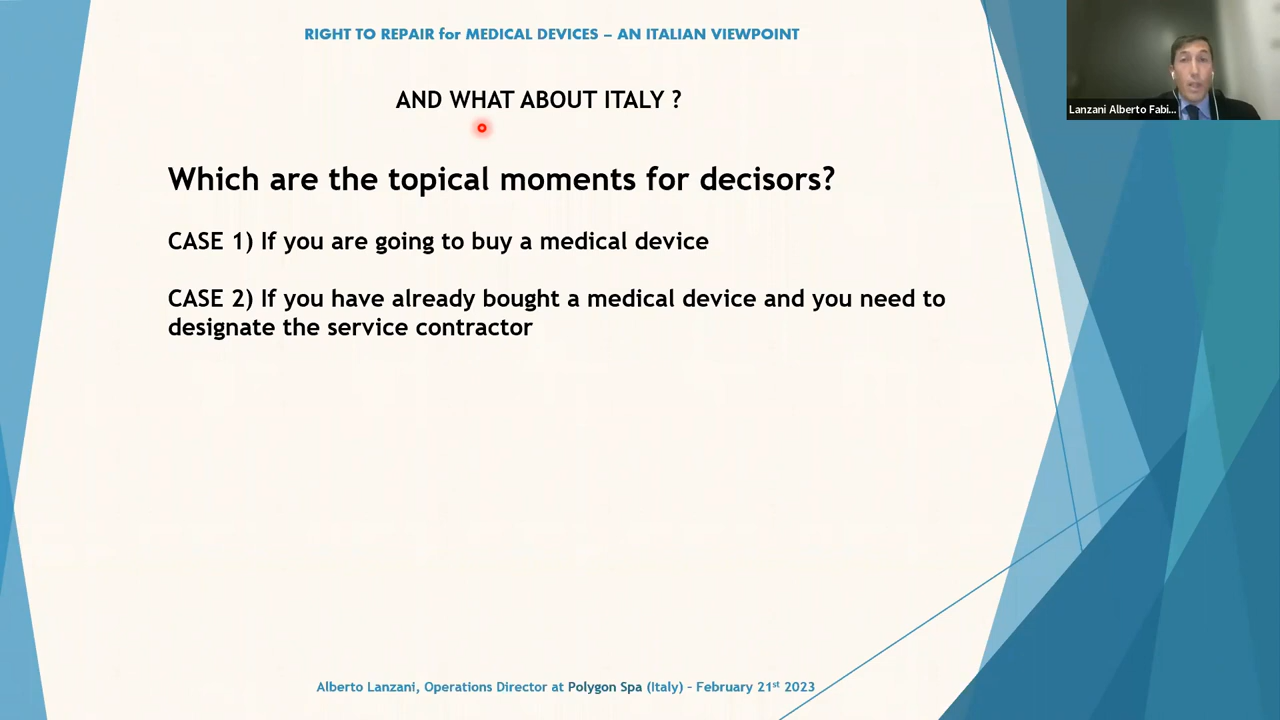 RIGHT TO REPAIR for MEDICAL DEVICES – AN ITALIAN VIEWPOINT
AND WHAT ABOUT ITALY ?
Lanzani Alberto Fabi...
Which are the topical moments for decisors?
CASE 1) If you are going to buy a medical device
CASE 2) If you have already bought a medical device and you need to
designate the service contractor
Alberto Lanzani, Operations Director at Polygon Spa (Italy) – February 21st 2023